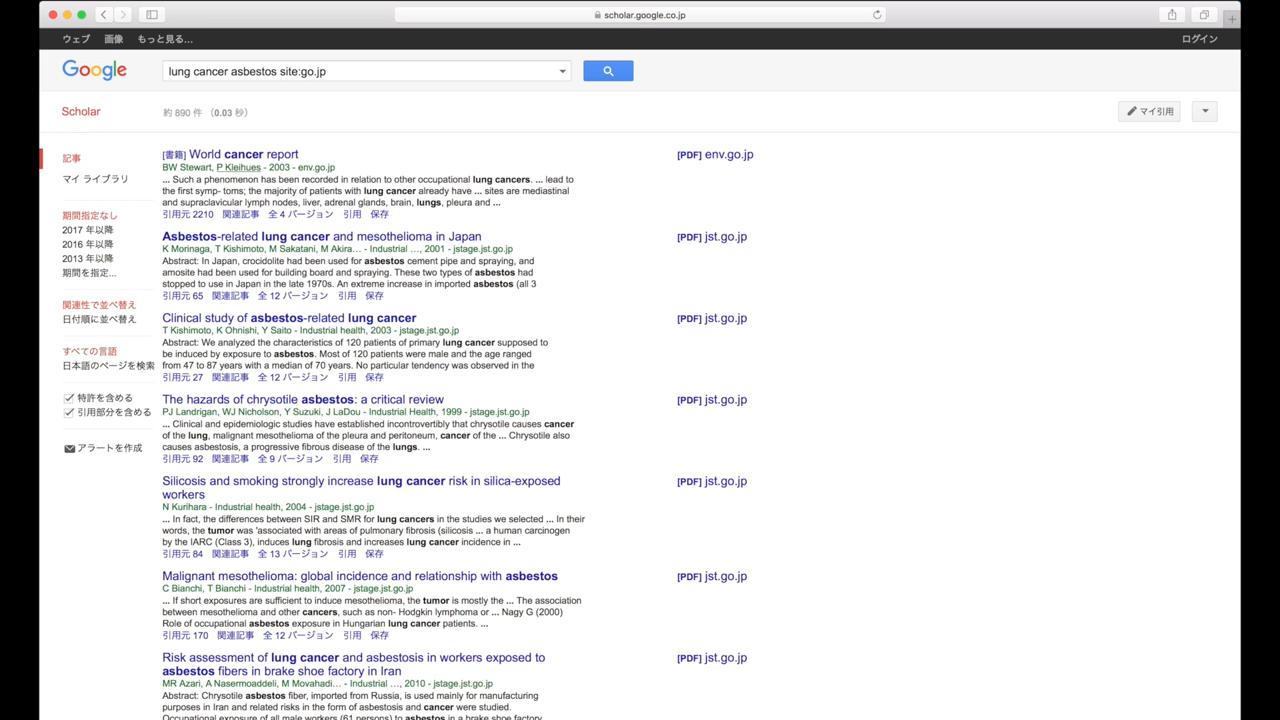 scholar.google.co.jp
ウェブ 画像 もっと見る... ログイン
Google lung cancer asbestos site:go.jp
Scholar 約 890 件 （0.03 秒） マイ引用
記事
マイ ライブラリ
期間指定なし
2017 年以降
2016 年以降
2013 年以降
期間を指定...
関連性で並べ替え
日付順に並べ替え
すべての言語
日本語のページを検索
特許を含める
引用部分を含める
アラートを作成
[書籍] World cancer report
BW Stewart, P Kleihues - 2003 - env.go.jp
... Such a phenomenon has been recorded in relation to other occupational lung cancers. ... lead to
the first symp- toms; the majority of patients with lung cancer already have ... sites are mediastinal
and supraclavicular lymph nodes, liver, adrenal glands, brain, lungs, pleura and ...
引用元 2210 関連記事 全 4 バージョン 引用 保存
[PDF] env.go.jp
Asbestos-related lung cancer and mesothelioma in Japan
K Morinaga, T Kishimoto, M Sakatani, M Akira… - Industrial …, 2001 - jstage.jst.go.jp
Abstract: In Japan, crocidolite had been used for asbestos cement pipe and spraying, and
amosite had been used for building board and spraying. These two types of asbestos had
stopped to use in Japan in the late 1970s. An extreme increase in imported asbestos (all 3
引用元 65 関連記事 全 12 バージョン 引用 保存
[PDF] jst.go.jp
Clinical study of asbestos-related lung cancer
T Kishimoto, K Ohnishi, Y Saito - Industrial health, 2003 - jstage.jst.go.jp
Abstract: We analyzed the characteristics of 120 patients of primary lung cancer supposed to
be induced by exposure to asbestos. Most of 120 patients were male and the age ranged
from 47 to 87 years with a median of 70 years. No particular tendency was observed in the
引用元 27 関連記事 全 12 バージョン 引用 保存
[PDF] jst.go.jp
The hazards of chrysotile asbestos: a critical review
PJ Landrigan, WJ Nicholson, Y Suzuki, J LaDou - Industrial Health, 1999 - jstage.jst.go.jp
... Clinical and epidemiologic studies have established incontrovertibly that chrysotile causes cancer
of the lung, malignant mesothelioma of the pleura and peritoneum, cancer of the ... Chrysotile also
causes asbestosis, a progressive fibrous disease of the lungs. ...
引用元 92 関連記事 全 9 バージョン 引用 保存
[PDF] jst.go.jp
Silicosis and smoking strongly increase lung cancer risk in silica-exposed
workers
N Kurihara - Industrial health, 2004 - jstage.jst.go.jp
... In fact, the differences between SIR and SMR for lung cancers in the studies we selected ... In their
words, the tumor was 'associated with areas of pulmonary fibrosis (silicosis ... a human carcinogen
by the IARC (Class 3), induces lung fibrosis and increases lung cancer incidence in ...
引用元 84 関連記事 全 13 バージョン 引用 保存
[PDF] jst.go.jp
Malignant mesothelioma: global incidence and relationship with asbestos
C Bianchi, T Bianchi - Industrial health, 2007 - jstage.jst.go.jp
... If short exposures are sufficient to induce mesothelioma, the tumor is mostly the ... The association
between mesothelioma and other cancers, such as non- Hodgkin lymphoma or ... Nagy G (2000)
Role of occupational asbestos exposure in Hungarian lung cancer patients. ...
引用元 170 関連記事 全 12 バージョン 引用 保存
[PDF] jst.go.jp
Risk assessment of lung cancer and asbestosis in workers exposed to
asbestos fibers in brake shoe factory in Iran
MR Azari, A Nasermoaddeli, M Movahadi… - Industrial …, 2010 - jstage.jst.go.jp
Abstract: Chrysotile asbestos fiber, imported from Russia, is used mainly for manufacturing
purposes in Iran and related risks in the form of asbestosis and cancer were studied.
Occupational exposure of all male workers (61 persons) to asbestos in a brake shoe factory
[PDF] jst.go.jp